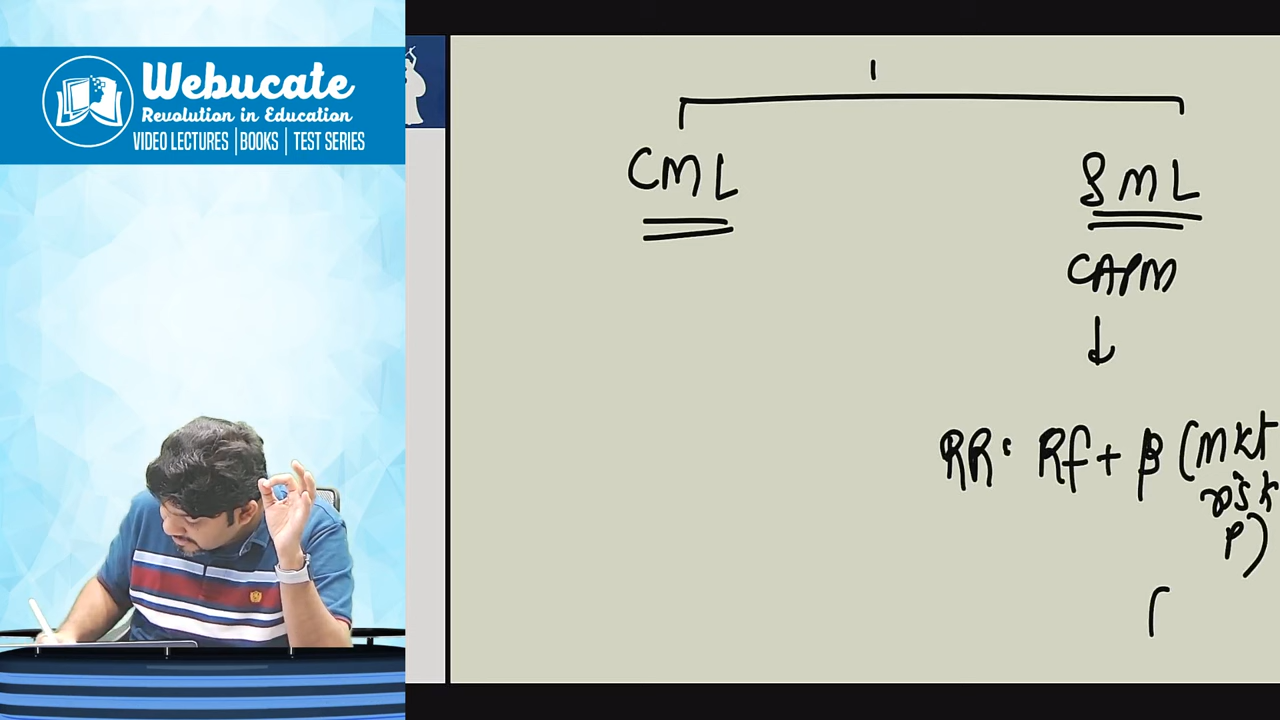 Webucate
Revolution in Education
VIDEO LECTURES | BOOKS | TEST SERIES
CML
SML
CAPM
RR: Rf + β (mkt
risk
P)